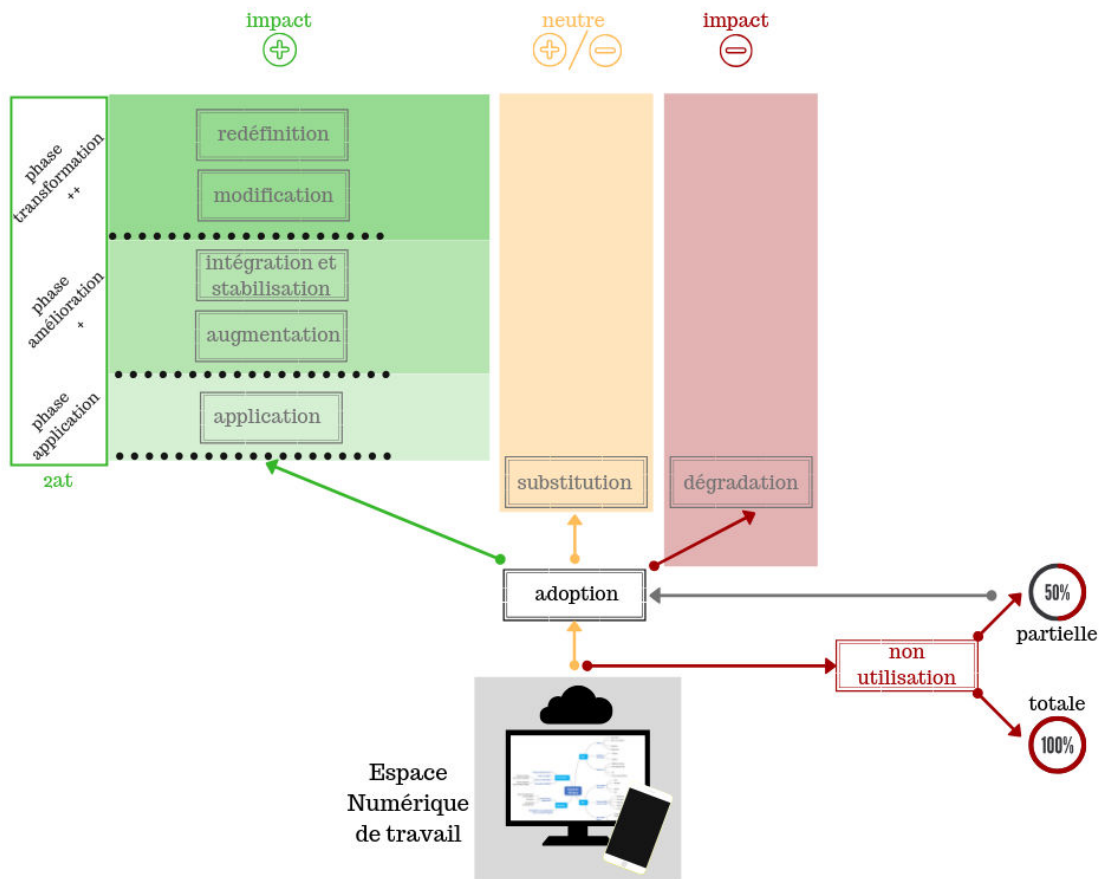 impact
neutre
impact
phase
transformation
++
redéfinition
modification
phase
amélioration
+
intégration et
stabilisation
augmentation
phase
application
application
2at
substitution
dégradation
adoption
50%
partielle
non
utilisation
totale
100%
Espace
Numérique
de travail